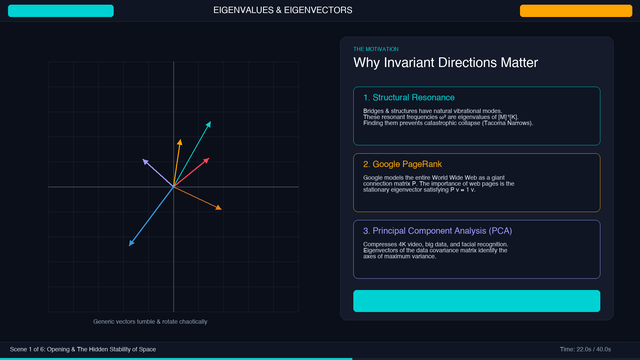 EIGENVALUES & EIGENVECTORS
THE MOTIVATION
Why Invariant Directions Matter
1. Structural Resonance
Bridges & structures have natural vibrational modes.
These resonant frequencies ω² are eigenvalues of [M]⁻¹[K].
Finding them prevents catastrophic collapse (Tacoma Narrows).
2. Google PageRank
Google models the entire World Wide Web as a giant
connection matrix P. The importance of web pages is the
stationary eigenvector satisfying P v = 1 v.
3. Principal Component Analysis (PCA)
Compresses 4K video, big data, and facial recognition.
Eigenvectors of the data covariance matrix identify the
axes of maximum variance.
Generic vectors tumble & rotate chaotically
Scene 1 of 6: Opening & The Hidden Stability of Space
Time: 22.0s / 40.0s